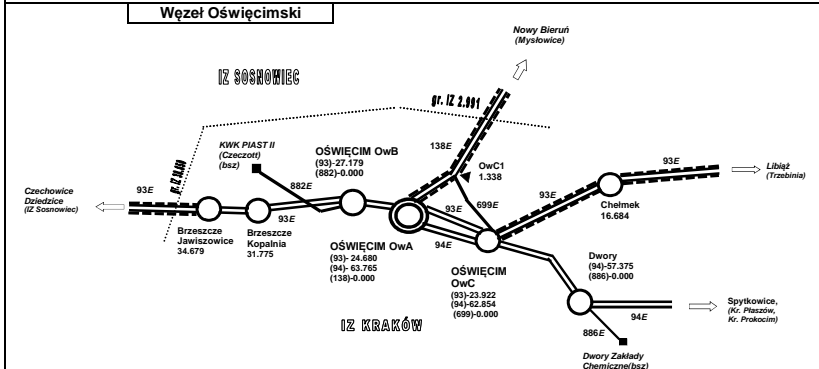 Węzeł Oświęcimski
Nowy Bieruń
(Mysłowice)
IZ SOSNOWIEC
gr. IZ 2.991
138E
KWK PIAST II
(Czeczott)
(bsz)
OŚWIĘCIM OwB
(93)-27.179
(882)-0.000
OwC1
1.338
93E
Libiąż
(Trzebinia)
93E
Chełmek
16.684
93E
882E
699E
93E
Czechowice
Dziedzice
(IZ Sosnowiec)
93E
94E
Brzeszcze
Jawiszowice
34.679
Brzeszcze
Kopalnia
31.775
OŚWIĘCIM OwA
(93)- 24.680
(94)- 63.765
(138)-0.000
OŚWIĘCIM
OwC
(93)-23.922
(94)-62.854
(699)-0.000
Dwory
(94)-57.375
(886)-0.000
Spytkowice,
(Kr. Płaszów,
Kr. Prokocim)
94E
IZ KRAKÓW
886E
Dwory Zakłady
Chemiczne(bsz)